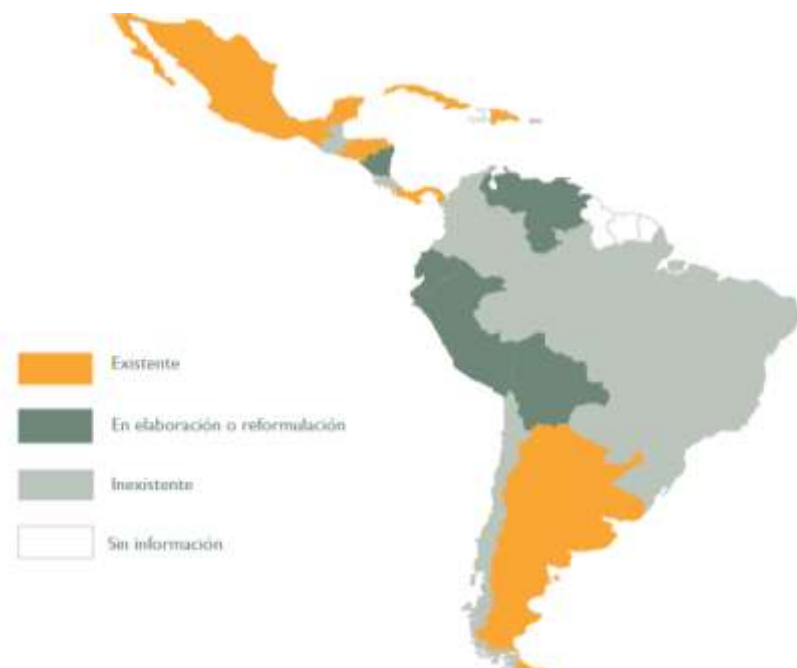 Existente
En elaboración o reformulación
Inexistente
Sin información